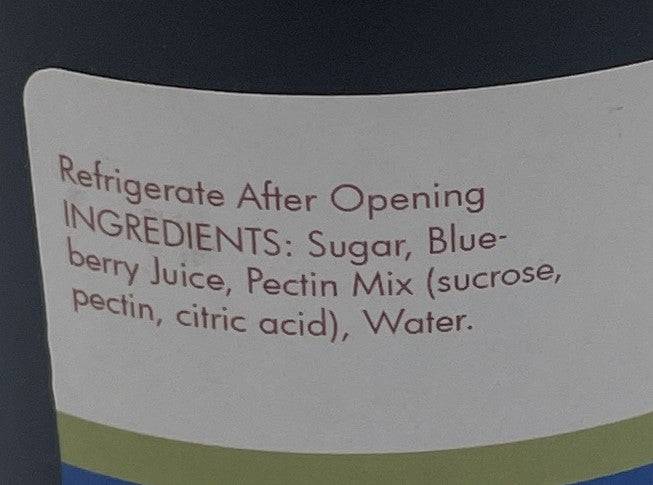 Refrigerate After Opening
INGREDIENTS: Sugar, Blue-
berry Juice, Pectin Mix (sucrose,
pectin, citric acid), Water.